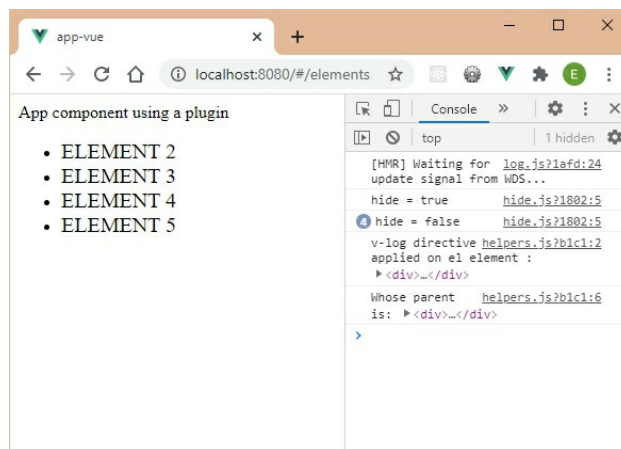 app-vue
localhost:8080/#/elements
E
App component using a plugin
ELEMENT 2
ELEMENT 3
ELEMENT 4
ELEMENT 5
Console
top
1 hidden
[HMR] Waiting for log.js?1afd:24
update signal from WDS...
hide = true hide.js?1802:5
4 hide = false hide.js?1802:5
v-log directive helpers.js?b1c1:2
applied on el element :
<div>…</div>
Whose parent helpers.js?b1c1:6
is: <div>…</div>